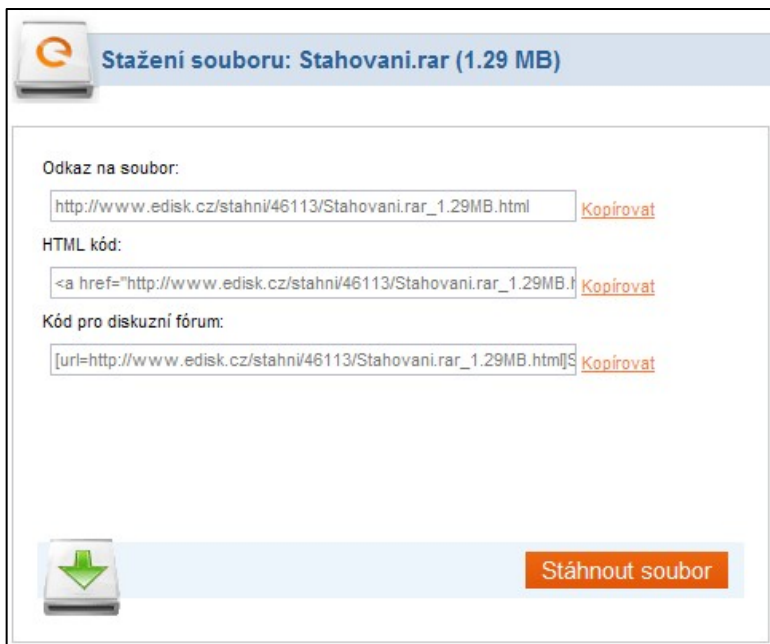 Stažení souboru: Stahovani.rar (1.29 MB)
Odkaz na soubor:
http://www.edisk.cz/stahni/46113/Stahovani.rar_1.29MB.html Kopírovat
HTML kód:
<a href="http://www.edisk.cz/stahni/46113/Stahovani.rar_1.29MB.h Kopírovat
Kód pro diskuzní fórum:
[url=http://www.edisk.cz/stahni/46113/Stahovani.rar_1.29MB.html]S Kopírovat
Stáhnout soubor